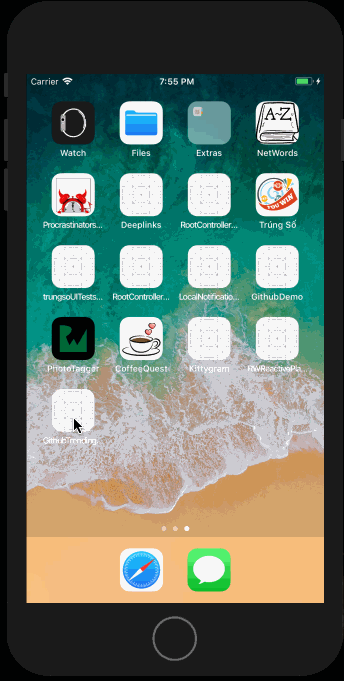 Carrier 7:55 PM
Watch Files Extras NetWords
A~Z
YOU WIN
Procrastinators... Deeplinks RootController... Trúng Số
trungsoUITests... RootController... LocalNotificatio... GithubDemo
RW
PhotoTagger CoffeeQuest Kittygram RWReactivePla...
GithubTrending